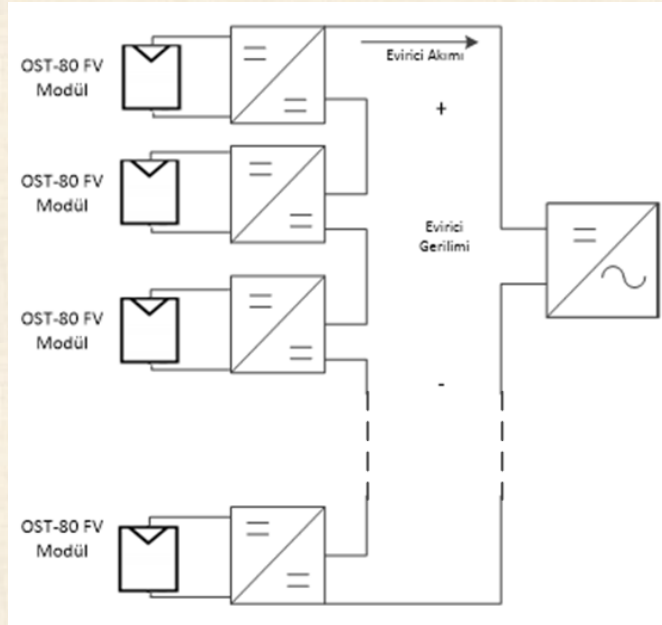 OST-80 FV
Modül
Evirici Akımı
+
OST-80 FV
Modül
Evirici
Gerilimi
OST-80 FV
Modül
-
OST-80 FV
Modül